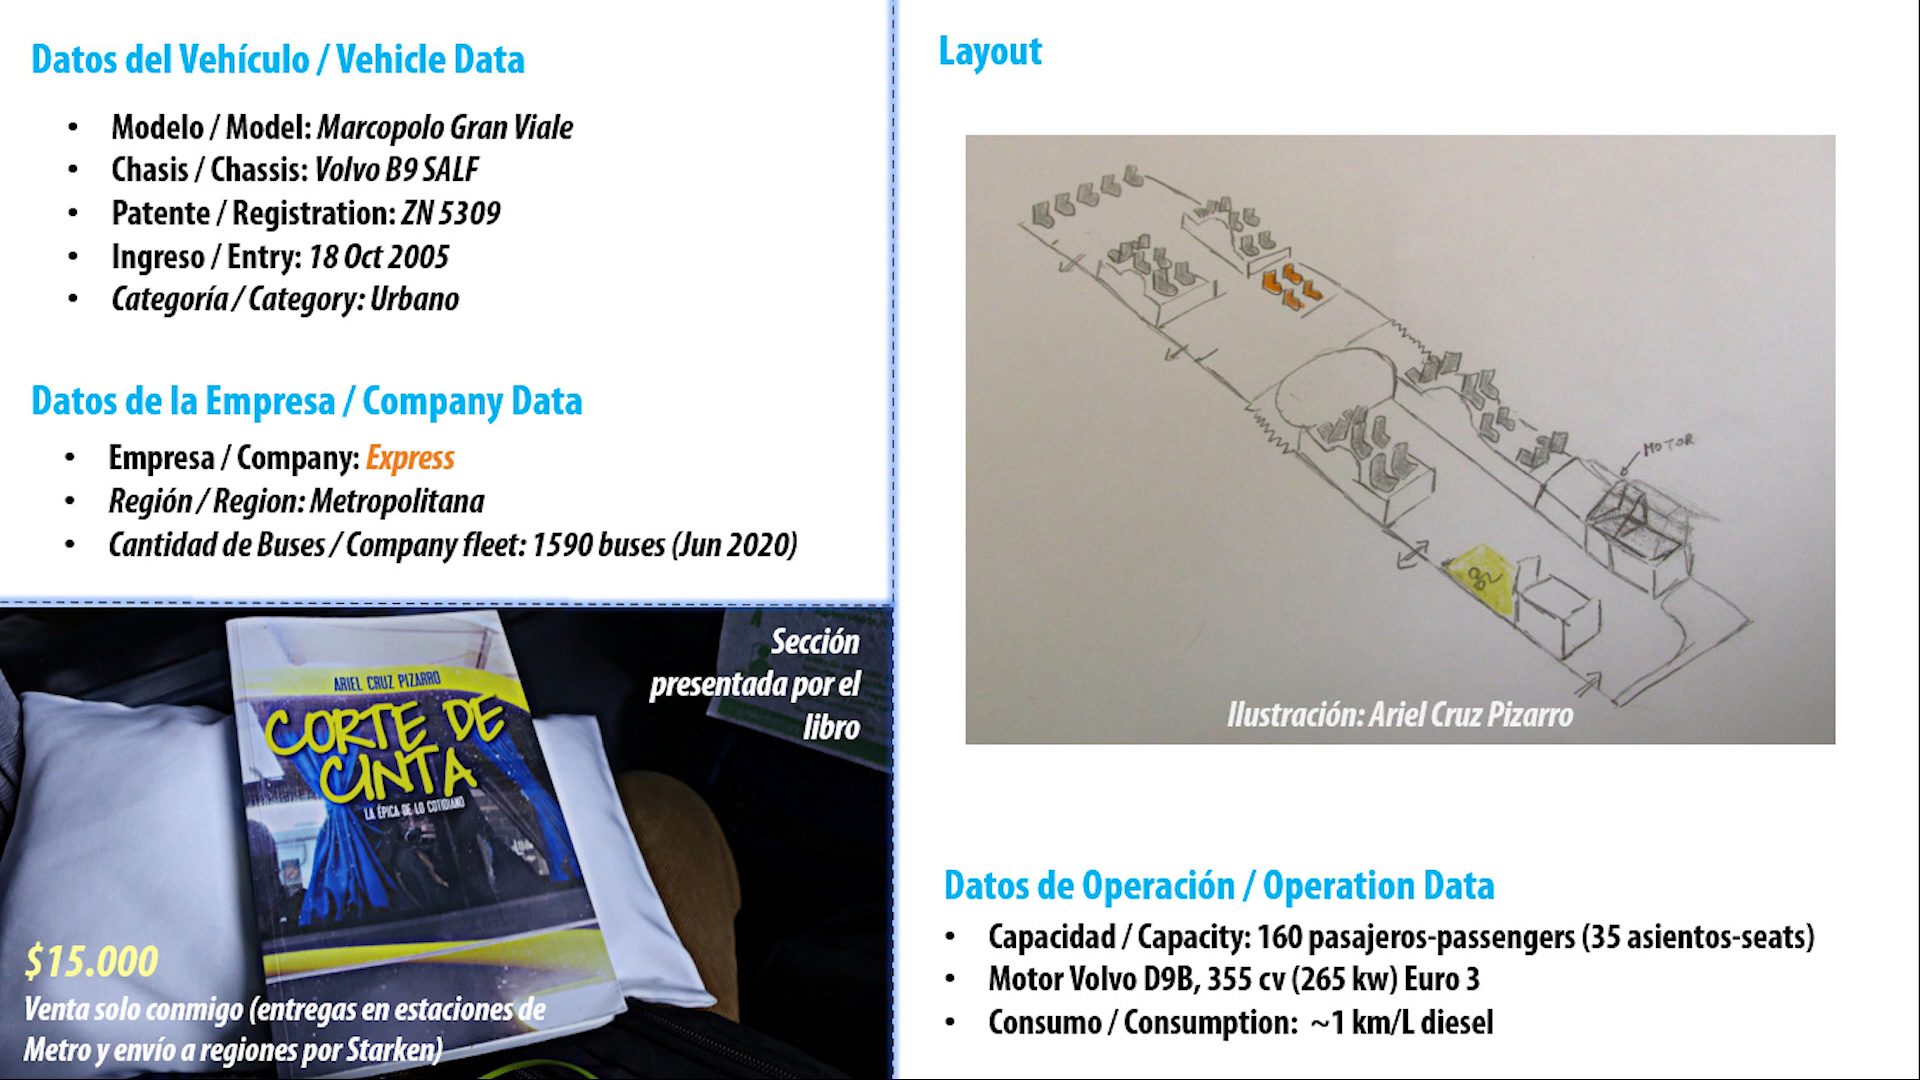 Datos del Vehículo / Vehicle Data
• Modelo / Model: Marcopolo Gran Viale
• Chasis / Chassis: Volvo B9 SALF
• Patente / Registration: ZN 5309
• Ingreso / Entry: 18 Oct 2005
• Categoría / Category: Urbano
Datos de la Empresa / Company Data
• Empresa / Company: Express
• Región / Region: Metropolitana
• Cantidad de Buses / Company fleet: 1590 buses (Jun 2020)
Sección
presentada por el
libro
ARIEL CRUZ PIZARRO
CORTE DE
CINTA
LA ÉPICA DE LO COTIDIANO
$15.000
Venta solo conmigo (entregas en estaciones de
Metro y envío a regiones por Starken)
Layout
MOTOR
Ilustración: Ariel Cruz Pizarro
Datos de Operación / Operation Data
• Capacidad / Capacity: 160 pasajeros-passengers (35 asientos-seats)
• Motor Volvo D9B, 355 cv (265 kw) Euro 3
• Consumo / Consumption: ~1 km/L diesel